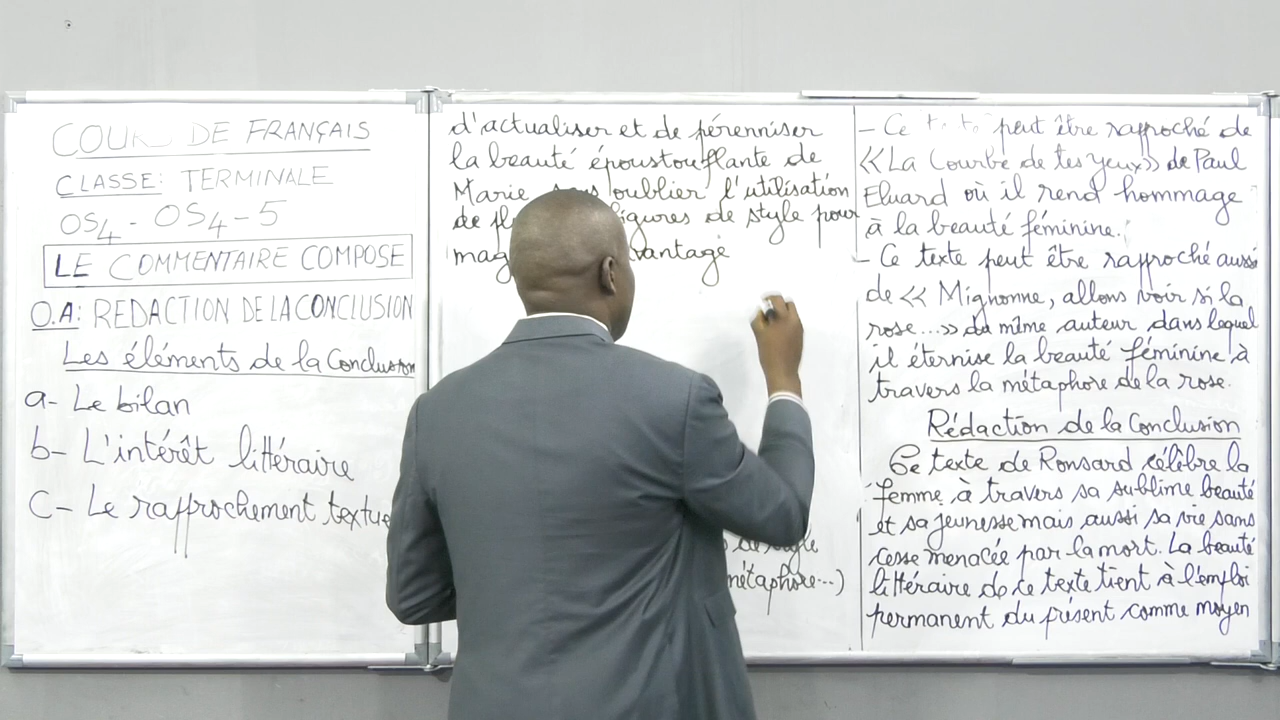 COURS DE FRANÇAIS
CLASSE: TERMINALE
OS4 - OS4-5
LE COMMENTAIRE COMPOSE
O.A: REDACTION DE LA CONCLUSION
Les éléments de la Conclusion
a- Le bilan
b- L'intérêt littéraire
C- Le rapprochement textue
d'actualiser et de pérenniser
la beauté époustouflante de
Marie sans oublier l'utilisation
de figures de style pour
davantage
de style
métaphore...)
- Ce peut être rapproché de
<<La Courbe de tes yeux>> de Paul
Eluard où il rend hommage
à la beauté féminine.
- Ce texte peut être rapproché aussi
de << Mignonne, allons voir si la
rose...>> du même auteur dans lequel
il éternise la beauté féminine à
travers la métaphore de la rose.
Rédaction de la Conclusion
Ce texte de Ronsard célèbre la
femme à travers sa sublime beauté
et sa jeunesse mais aussi sa vie sans
cesse menacée par la mort. La beauté
littéraire de ce texte tient à l'emploi
permanent du présent comme moyen